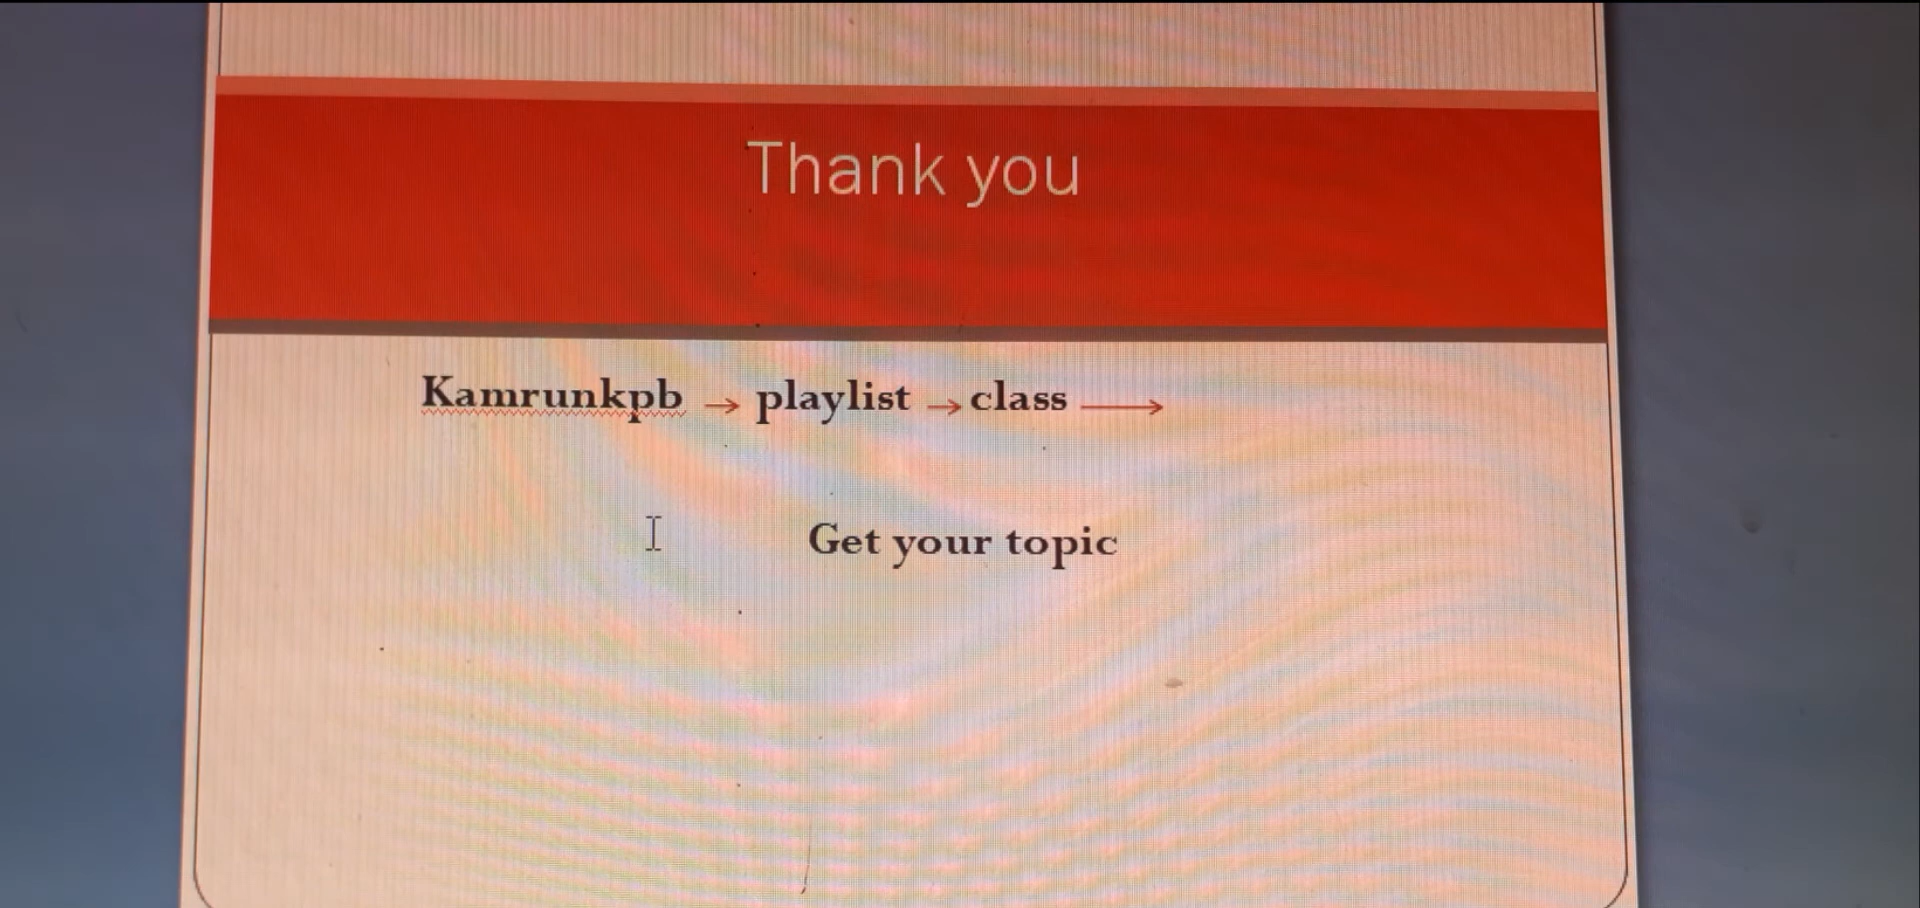 Thank you
Kamrunkpb → playlist → class →
Get your topic